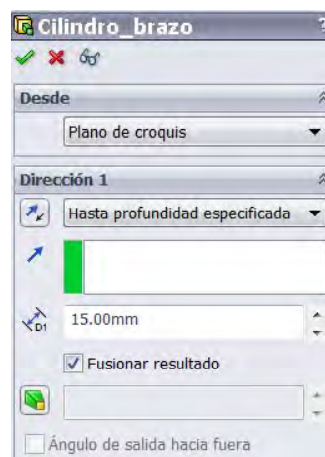 Cilindro_brazo ?
Desde
Plano de croquis
Dirección 1
Hasta profundidad especificada
D1 15.00mm
Fusionar resultado
Ángulo de salida hacia fuera